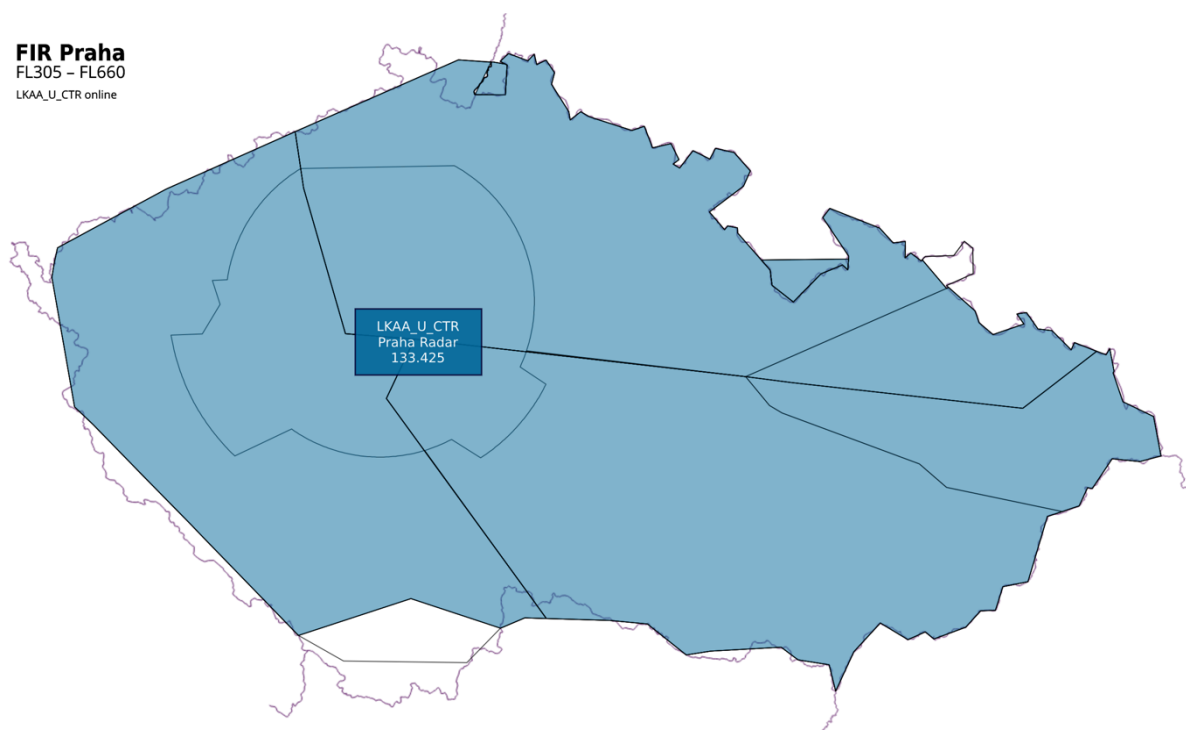 FIR Praha
FL305 – FL660
LKAA_U_CTR online
LKAA_U_CTR
Praha Radar
133.425